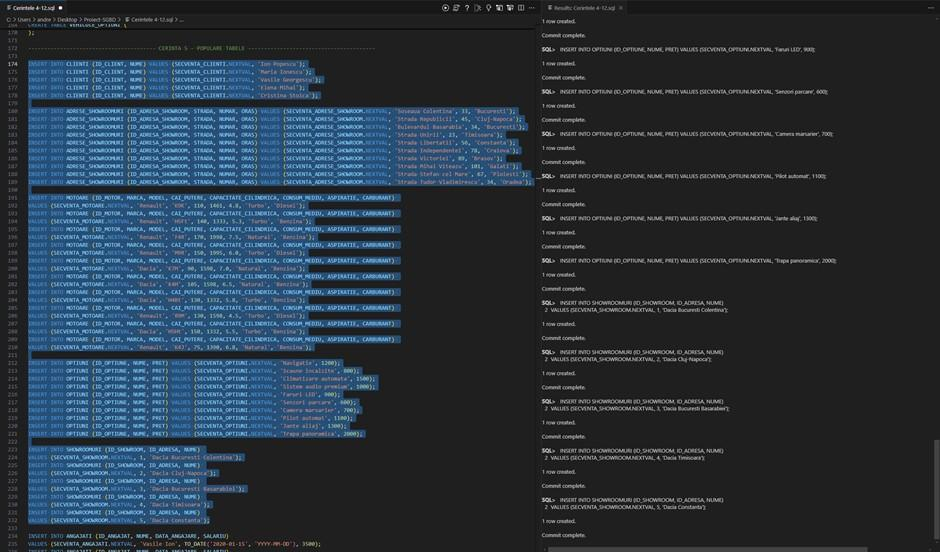 Cerintele 4-12.sql
C: > Users > andre > Desktop > Proiect-SGBD > Cerintele 4-12.sql > ...
CREATE TABLE VEHICULE_OPTIUNI (
170 );
171
172 CERINTA 5 - POPULARE TABELE
173
174 INSERT INTO CLIENTI (ID_CLIENT, NUME) VALUES (SECVENTA_CLIENTI.NEXTVAL, 'Ion Popescu');
175 INSERT INTO CLIENTI (ID_CLIENT, NUME) VALUES (SECVENTA_CLIENTI.NEXTVAL, 'Maria Ionescu');
176 INSERT INTO CLIENTI (ID_CLIENT, NUME) VALUES (SECVENTA_CLIENTI.NEXTVAL, 'Vasile Georgescu');
177 INSERT INTO CLIENTI (ID_CLIENT, NUME) VALUES (SECVENTA_CLIENTI.NEXTVAL, 'Elena Mihai');
178 INSERT INTO CLIENTI (ID_CLIENT, NUME) VALUES (SECVENTA_CLIENTI.NEXTVAL, 'Cristina Stoica');
179
180 INSERT INTO ADRESE_SHOWROOMURI (ID_ADRESA_SHOWROOM, STRADA, NUMAR, ORAS) VALUES (SECVENTA_ADRESE_SHOWROOM.NEXTVAL, 'Soseaua Colentina', 33, 'Bucuresti');
181 INSERT INTO ADRESE_SHOWROOMURI (ID_ADRESA_SHOWROOM, STRADA, NUMAR, ORAS) VALUES (SECVENTA_ADRESE_SHOWROOM.NEXTVAL, 'Strada Republicii', 45, 'Cluj-Napoca');
182 INSERT INTO ADRESE_SHOWROOMURI (ID_ADRESA_SHOWROOM, STRADA, NUMAR, ORAS) VALUES (SECVENTA_ADRESE_SHOWROOM.NEXTVAL, 'Bulevardul Basarabia', 34, 'Bucuresti');
183 INSERT INTO ADRESE_SHOWROOMURI (ID_ADRESA_SHOWROOM, STRADA, NUMAR, ORAS) VALUES (SECVENTA_ADRESE_SHOWROOM.NEXTVAL, 'Strada Unirii', 23, 'Timisoara');
184 INSERT INTO ADRESE_SHOWROOMURI (ID_ADRESA_SHOWROOM, STRADA, NUMAR, ORAS) VALUES (SECVENTA_ADRESE_SHOWROOM.NEXTVAL, 'Strada Libertatii', 56, 'Constanta');
185 INSERT INTO ADRESE_SHOWROOMURI (ID_ADRESA_SHOWROOM, STRADA, NUMAR, ORAS) VALUES (SECVENTA_ADRESE_SHOWROOM.NEXTVAL, 'Strada Independentei', 78, 'Craiova');
186 INSERT INTO ADRESE_SHOWROOMURI (ID_ADRESA_SHOWROOM, STRADA, NUMAR, ORAS) VALUES (SECVENTA_ADRESE_SHOWROOM.NEXTVAL, 'Strada Victoriei', 89, 'Brasov');
187 INSERT INTO ADRESE_SHOWROOMURI (ID_ADRESA_SHOWROOM, STRADA, NUMAR, ORAS) VALUES (SECVENTA_ADRESE_SHOWROOM.NEXTVAL, 'Strada Mihai Viteazu', 101, 'Galati');
188 INSERT INTO ADRESE_SHOWROOMURI (ID_ADRESA_SHOWROOM, STRADA, NUMAR, ORAS) VALUES (SECVENTA_ADRESE_SHOWROOM.NEXTVAL, 'Strada Stefan cel Mare', 67, 'Ploiesti');
189 INSERT INTO ADRESE_SHOWROOMURI (ID_ADRESA_SHOWROOM, STRADA, NUMAR, ORAS) VALUES (SECVENTA_ADRESE_SHOWROOM.NEXTVAL, 'Strada Tudor Vladimirescu', 34, 'Oradea');
190
191 INSERT INTO MOTOARE (ID_MOTOR, MARCA, MODEL, CAI_PUTERE, CAPACITATE_CILINDRICA, CONSUM_MEDIU, ASPIRATIE, CARBURANT)
192 VALUES (SECVENTA_MOTOARE.NEXTVAL, 'Renault', 'K9K', 110, 1461, 4.8, 'Turbo', 'Diesel');
193 INSERT INTO MOTOARE (ID_MOTOR, MARCA, MODEL, CAI_PUTERE, CAPACITATE_CILINDRICA, CONSUM_MEDIU, ASPIRATIE, CARBURANT)
194 VALUES (SECVENTA_MOTOARE.NEXTVAL, 'Renault', 'H5Ft', 140, 1333, 5.3, 'Turbo', 'Benzina');
195 INSERT INTO MOTOARE (ID_MOTOR, MARCA, MODEL, CAI_PUTERE, CAPACITATE_CILINDRICA, CONSUM_MEDIU, ASPIRATIE, CARBURANT)
196 VALUES (SECVENTA_MOTOARE.NEXTVAL, 'Renault', 'F4R', 170, 1998, 7.5, 'Natural', 'Benzina');
197 INSERT INTO MOTOARE (ID_MOTOR, MARCA, MODEL, CAI_PUTERE, CAPACITATE_CILINDRICA, CONSUM_MEDIU, ASPIRATIE, CARBURANT)
198 VALUES (SECVENTA_MOTOARE.NEXTVAL, 'Renault', 'M9R', 150, 1995, 6.0, 'Turbo', 'Diesel');
199 INSERT INTO MOTOARE (ID_MOTOR, MARCA, MODEL, CAI_PUTERE, CAPACITATE_CILINDRICA, CONSUM_MEDIU, ASPIRATIE, CARBURANT)
200 VALUES (SECVENTA_MOTOARE.NEXTVAL, 'Dacia', 'K7M', 90, 1598, 7.0, 'Natural', 'Benzina');
201 INSERT INTO MOTOARE (ID_MOTOR, MARCA, MODEL, CAI_PUTERE, CAPACITATE_CILINDRICA, CONSUM_MEDIU, ASPIRATIE, CARBURANT)
202 VALUES (SECVENTA_MOTOARE.NEXTVAL, 'Dacia', 'K4M', 105, 1598, 6.5, 'Natural', 'Benzina');
203 INSERT INTO MOTOARE (ID_MOTOR, MARCA, MODEL, CAI_PUTERE, CAPACITATE_CILINDRICA, CONSUM_MEDIU, ASPIRATIE, CARBURANT)
204 VALUES (SECVENTA_MOTOARE.NEXTVAL, 'Dacia', 'H4Bt', 130, 1332, 5.8, 'Turbo', 'Benzina');
205 INSERT INTO MOTOARE (ID_MOTOR, MARCA, MODEL, CAI_PUTERE, CAPACITATE_CILINDRICA, CONSUM_MEDIU, ASPIRATIE, CARBURANT)
206 VALUES (SECVENTA_MOTOARE.NEXTVAL, 'Renault', 'R9M', 130, 1598, 4.5, 'Turbo', 'Diesel');
207 INSERT INTO MOTOARE (ID_MOTOR, MARCA, MODEL, CAI_PUTERE, CAPACITATE_CILINDRICA, CONSUM_MEDIU, ASPIRATIE, CARBURANT)
208 VALUES (SECVENTA_MOTOARE.NEXTVAL, 'Dacia', 'H5Ht', 150, 1332, 5.5, 'Turbo', 'Benzina');
209 INSERT INTO MOTOARE (ID_MOTOR, MARCA, MODEL, CAI_PUTERE, CAPACITATE_CILINDRICA, CONSUM_MEDIU, ASPIRATIE, CARBURANT)
210 VALUES (SECVENTA_MOTOARE.NEXTVAL, 'Renault', 'K4J', 75, 1390, 6.8, 'Natural', 'Benzina');
211
212 INSERT INTO OPTIUNI (ID_OPTIUNE, NUME, PRET) VALUES (SECVENTA_OPTIUNI.NEXTVAL, 'Navigatie', 1200);
213 INSERT INTO OPTIUNI (ID_OPTIUNE, NUME, PRET) VALUES (SECVENTA_OPTIUNI.NEXTVAL, 'Scaune incalzite', 800);
214 INSERT INTO OPTIUNI (ID_OPTIUNE, NUME, PRET) VALUES (SECVENTA_OPTIUNI.NEXTVAL, 'Climatizare automata', 1500);
215 INSERT INTO OPTIUNI (ID_OPTIUNE, NUME, PRET) VALUES (SECVENTA_OPTIUNI.NEXTVAL, 'Sistem audio premium', 1000);
216 INSERT INTO OPTIUNI (ID_OPTIUNE, NUME, PRET) VALUES (SECVENTA_OPTIUNI.NEXTVAL, 'Faruri LED', 900);
217 INSERT INTO OPTIUNI (ID_OPTIUNE, NUME, PRET) VALUES (SECVENTA_OPTIUNI.NEXTVAL, 'Senzori parcare', 600);
218 INSERT INTO OPTIUNI (ID_OPTIUNE, NUME, PRET) VALUES (SECVENTA_OPTIUNI.NEXTVAL, 'Camera marsarier', 700);
219 INSERT INTO OPTIUNI (ID_OPTIUNE, NUME, PRET) VALUES (SECVENTA_OPTIUNI.NEXTVAL, 'Pilot automat', 1100);
220 INSERT INTO OPTIUNI (ID_OPTIUNE, NUME, PRET) VALUES (SECVENTA_OPTIUNI.NEXTVAL, 'Jante aliaj', 1300);
221 INSERT INTO OPTIUNI (ID_OPTIUNE, NUME, PRET) VALUES (SECVENTA_OPTIUNI.NEXTVAL, 'Trapa panoramica', 2000);
222
223 INSERT INTO SHOWROOMURI (ID_SHOWROOM, ID_ADRESA, NUME)
224 VALUES (SECVENTA_SHOWROOM.NEXTVAL, 1, 'Dacia Bucuresti Colentina');
225 INSERT INTO SHOWROOMURI (ID_SHOWROOM, ID_ADRESA, NUME)
226 VALUES (SECVENTA_SHOWROOM.NEXTVAL, 2, 'Dacia Cluj-Napoca');
227 INSERT INTO SHOWROOMURI (ID_SHOWROOM, ID_ADRESA, NUME)
228 VALUES (SECVENTA_SHOWROOM.NEXTVAL, 3, 'Dacia Bucuresti Basarabiei');
229 INSERT INTO SHOWROOMURI (ID_SHOWROOM, ID_ADRESA, NUME)
230 VALUES (SECVENTA_SHOWROOM.NEXTVAL, 4, 'Dacia Timisoara');
231 INSERT INTO SHOWROOMURI (ID_SHOWROOM, ID_ADRESA, NUME)
232 VALUES (SECVENTA_SHOWROOM.NEXTVAL, 5, 'Dacia Constanta');
233
234 INSERT INTO ANGAJATI (ID_ANGAJAT, NUME, DATA_ANGAJARE, SALARIU)
235 VALUES (SECVENTA_ANGAJATI.NEXTVAL, 'Vasile Ion', TO_DATE('2020-01-15', 'YYYY-MM-DD'), 3500);
Results: Cerintele 4-12.sql
1 row created.
Commit complete.
SQL> INSERT INTO OPTIUNI (ID_OPTIUNE, NUME, PRET) VALUES (SECVENTA_OPTIUNI.NEXTVAL, 'Faruri LED', 900);
1 row created.
Commit complete.
SQL> INSERT INTO OPTIUNI (ID_OPTIUNE, NUME, PRET) VALUES (SECVENTA_OPTIUNI.NEXTVAL, 'Senzori parcare', 600);
1 row created.
Commit complete.
SQL> INSERT INTO OPTIUNI (ID_OPTIUNE, NUME, PRET) VALUES (SECVENTA_OPTIUNI.NEXTVAL, 'Camera marsarier', 700);
1 row created.
Commit complete.
SQL> INSERT INTO OPTIUNI (ID_OPTIUNE, NUME, PRET) VALUES (SECVENTA_OPTIUNI.NEXTVAL, 'Pilot automat', 1100);
1 row created.
Commit complete.
SQL> INSERT INTO OPTIUNI (ID_OPTIUNE, NUME, PRET) VALUES (SECVENTA_OPTIUNI.NEXTVAL, 'Jante aliaj', 1300);
1 row created.
Commit complete.
SQL> INSERT INTO OPTIUNI (ID_OPTIUNE, NUME, PRET) VALUES (SECVENTA_OPTIUNI.NEXTVAL, 'Trapa panoramica', 2000);
1 row created.
Commit complete.
SQL> INSERT INTO SHOWROOMURI (ID_SHOWROOM, ID_ADRESA, NUME)
2 VALUES (SECVENTA_SHOWROOM.NEXTVAL, 1, 'Dacia Bucuresti Colentina');
1 row created.
Commit complete.
SQL> INSERT INTO SHOWROOMURI (ID_SHOWROOM, ID_ADRESA, NUME)
2 VALUES (SECVENTA_SHOWROOM.NEXTVAL, 2, 'Dacia Cluj-Napoca');
1 row created.
Commit complete.
SQL> INSERT INTO SHOWROOMURI (ID_SHOWROOM, ID_ADRESA, NUME)
2 VALUES (SECVENTA_SHOWROOM.NEXTVAL, 3, 'Dacia Bucuresti Basarabiei');
1 row created.
Commit complete.
SQL> INSERT INTO SHOWROOMURI (ID_SHOWROOM, ID_ADRESA, NUME)
2 VALUES (SECVENTA_SHOWROOM.NEXTVAL, 4, 'Dacia Timisoara');
1 row created.
Commit complete.
SQL> INSERT INTO SHOWROOMURI (ID_SHOWROOM, ID_ADRESA, NUME)
2 VALUES (SECVENTA_SHOWROOM.NEXTVAL, 5, 'Dacia Constanta');
1 row created.
Commit complete.